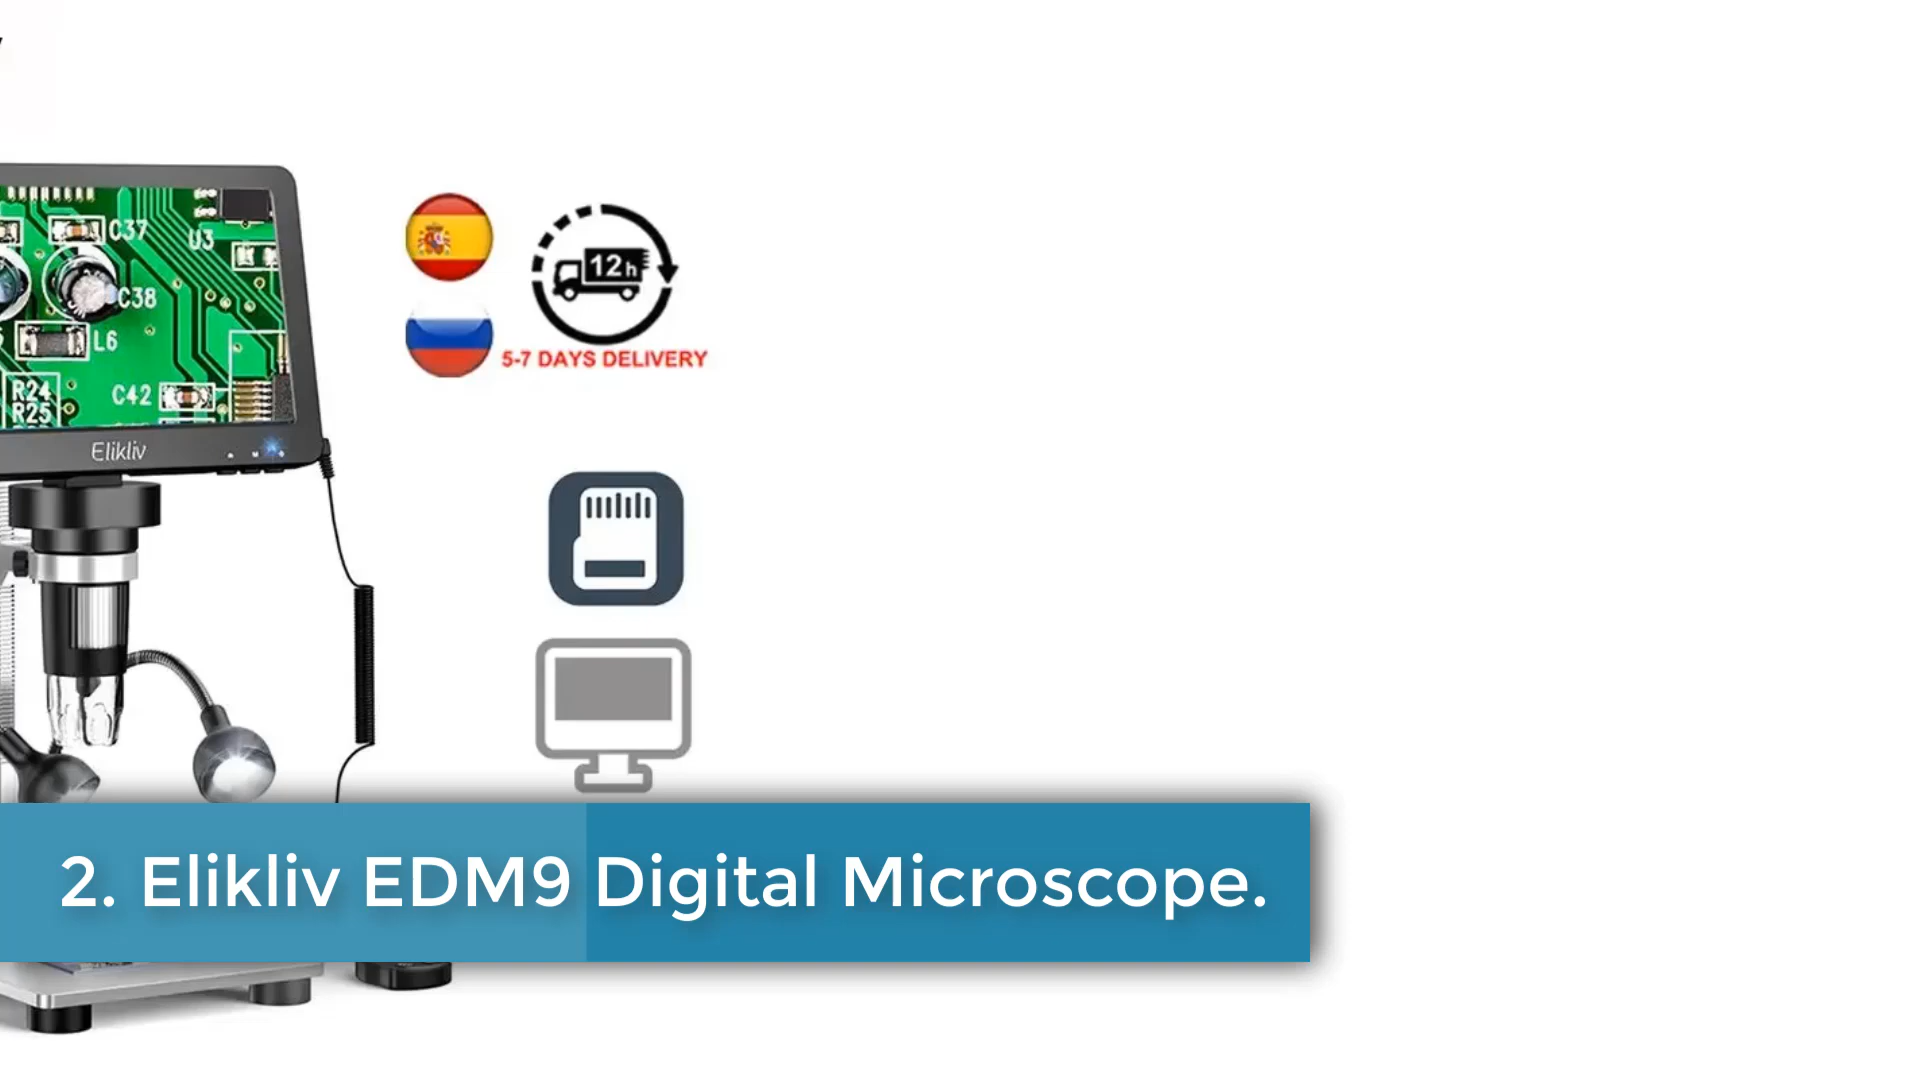 C37
U3
C38
L6
C42
R24
R25
Elikliv
12h
5-7 DAYS DELIVERY
2. Elikliv EDM9 Digital Microscope.